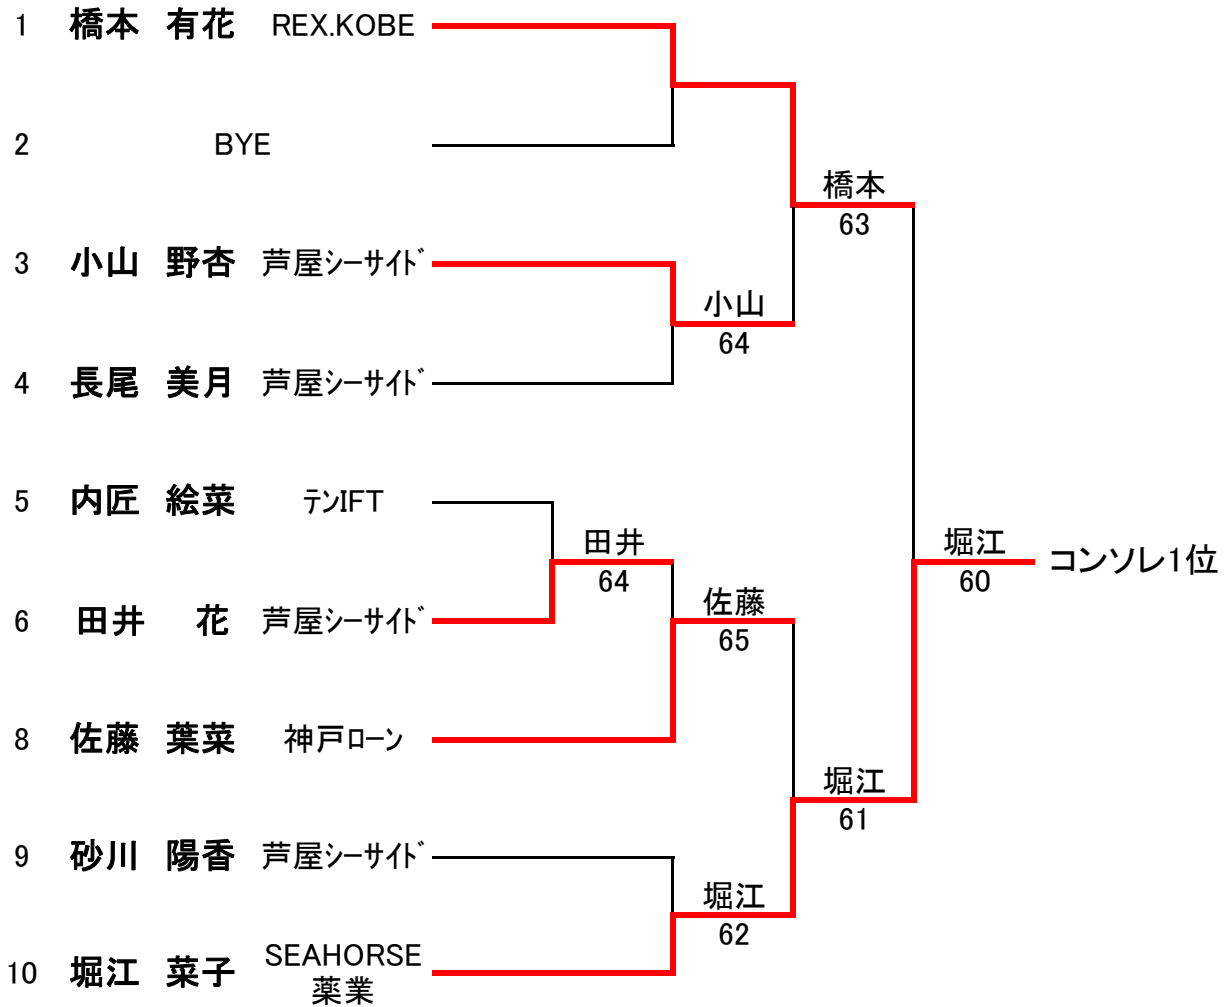 1 橋本 有花 REX.KOBE
2 BYE
橋本
63
3 小山 野杏 芦屋シーサイド
小山
64
4 長尾 美月 芦屋シーサイド
5 内匠 絵菜 テンIFT
田井
64
堀江
60
コンソレ1位
6 田井 花 芦屋シーサイド
佐藤
65
8 佐藤 葉菜 神戸ローン
堀江
61
9 砂川 陽香 芦屋シーサイド
堀江
62
10 堀江 菜子 SEAHORSE
薬業